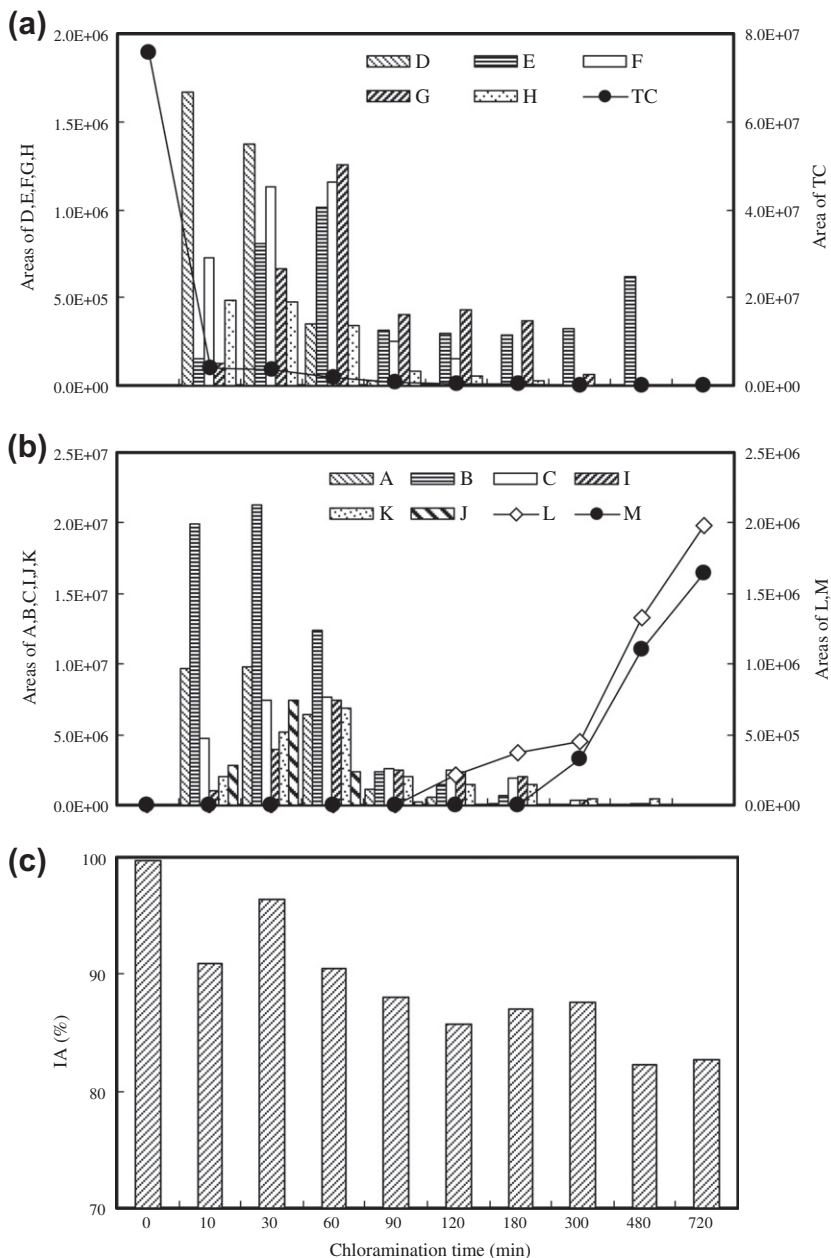 (a)
2.0E+06
1.5E+06
1.0E+06
5.0E+05
0.0E+00
Areas of D,E,F,G,H
D E F
G H TC
8.0E+07
6.0E+07
4.0E+07
2.0E+07
0.0E+00
Area of TC
(b)
2.5E+07
2.0E+07
1.5E+07
1.0E+07
5.0E+06
0.0E+00
Areas of A,B,C,I,J,K
A B C I
K J L M
2.5E+06
2.0E+06
1.5E+06
1.0E+06
5.0E+05
0.0E+00
Areas of L,M
(c)
100
90
80
70
IA (%)
0 10 30 60 90 120 180 300 480 720
Chloramination time (min)